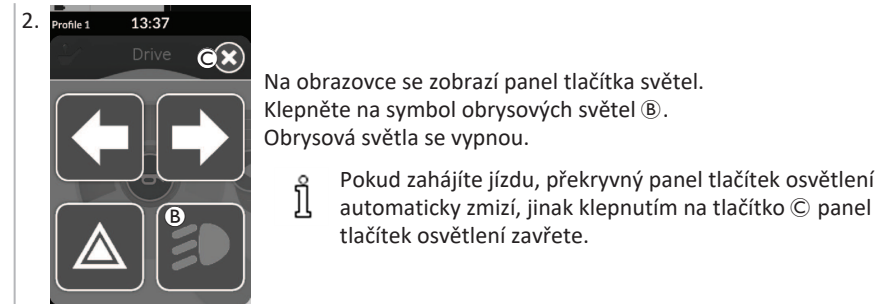 2.
Profile 1 13:37
Drive Ⓒ
Na obrazovce se zobrazí panel tlačítka světel.
Klepněte na symbol obrysových světel Ⓑ.
Obrysová světla se vypnou.
Pokud zahájíte jízdu, překryvný panel tlačítek osvětlení
automaticky zmizí, jinak klepnutím na tlačítko Ⓒ panel
tlačítek osvětlení zavřete.
Ⓑ